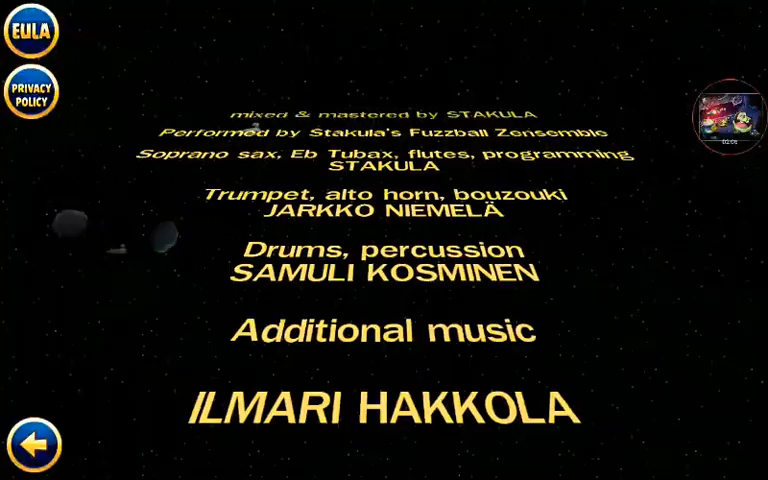 EULA
PRIVACY
POLICY
mixed & mastered by STAKULA
Performed by Stakula's Fuzzball Zensemble
Soprano sax, Eb Tubax, flutes, programming
STAKULA
Trumpet, alto horn, bouzouki
JARKKO NIEMELÄ
Drums, percussion
SAMULI KOSMINEN
Additional music
ILMARI HAKKOLA